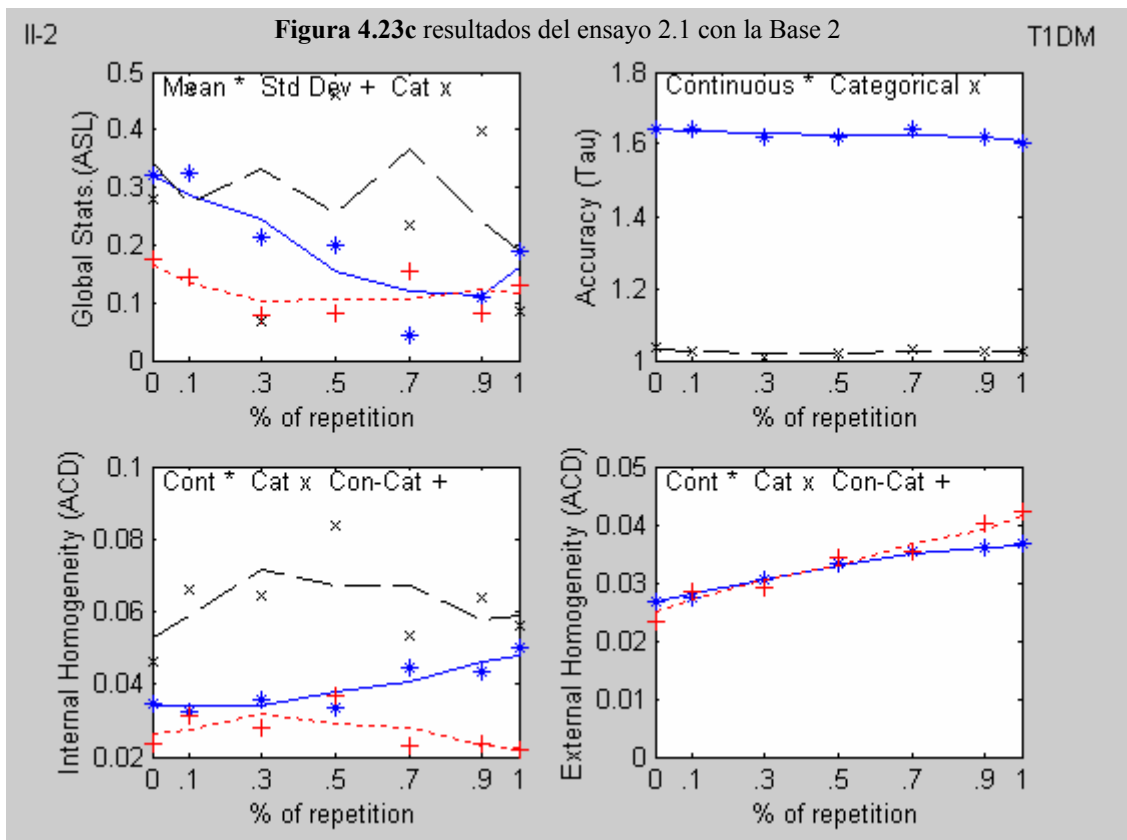 II-2
Figura 4.23c resultados del ensayo 2.1 con la Base 2
T1DM
Mean * Std Dev + Cat x
Global Stats.(ASL)
0.5
0.4
0.3
0.2
0.1
0
0 .1 .3 .5 .7 .9 1
% of repetition
Continuous * Categorical x
Accuracy (Tau)
1.8
1.6
1.4
1.2
1
0 .1 .3 .5 .7 .9 1
% of repetition
Cont * Cat x Con-Cat +
Internal Homogeneity (ACD)
0.1
0.08
0.06
0.04
0.02
0 .1 .3 .5 .7 .9 1
% of repetition
Cont * Cat x Con-Cat +
External Homogeneity (ACD)
0.05
0.04
0.03
0.02
0.01
0
0 .1 .3 .5 .7 .9 1
% of repetition